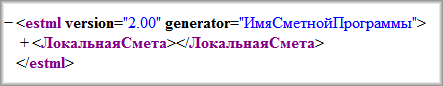 − <estml version="2.00" generator="ИмяСметнойПрограммы">
+ <ЛокальнаяСмета></ЛокальнаяСмета>
</estml>